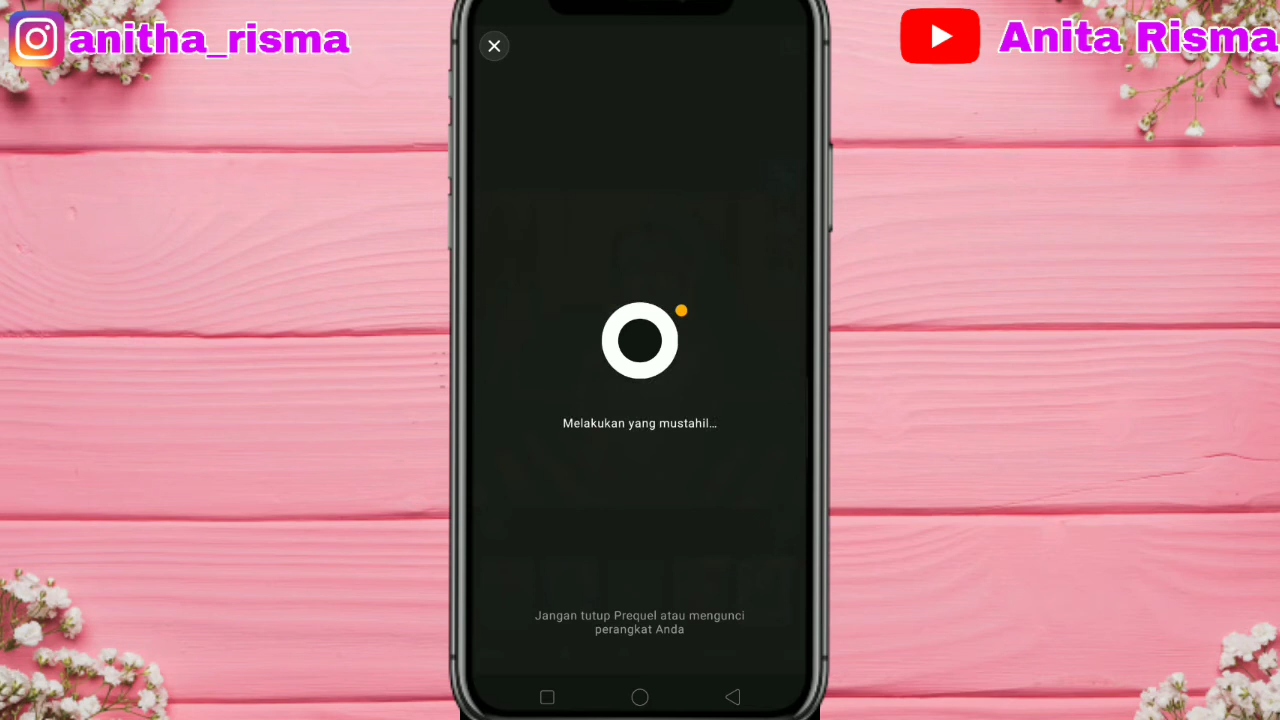 anitha_risma
Anita Risma
Melakukan yang mustahil...
Jangan tutup Prequel atau mengunci
perangkat Anda